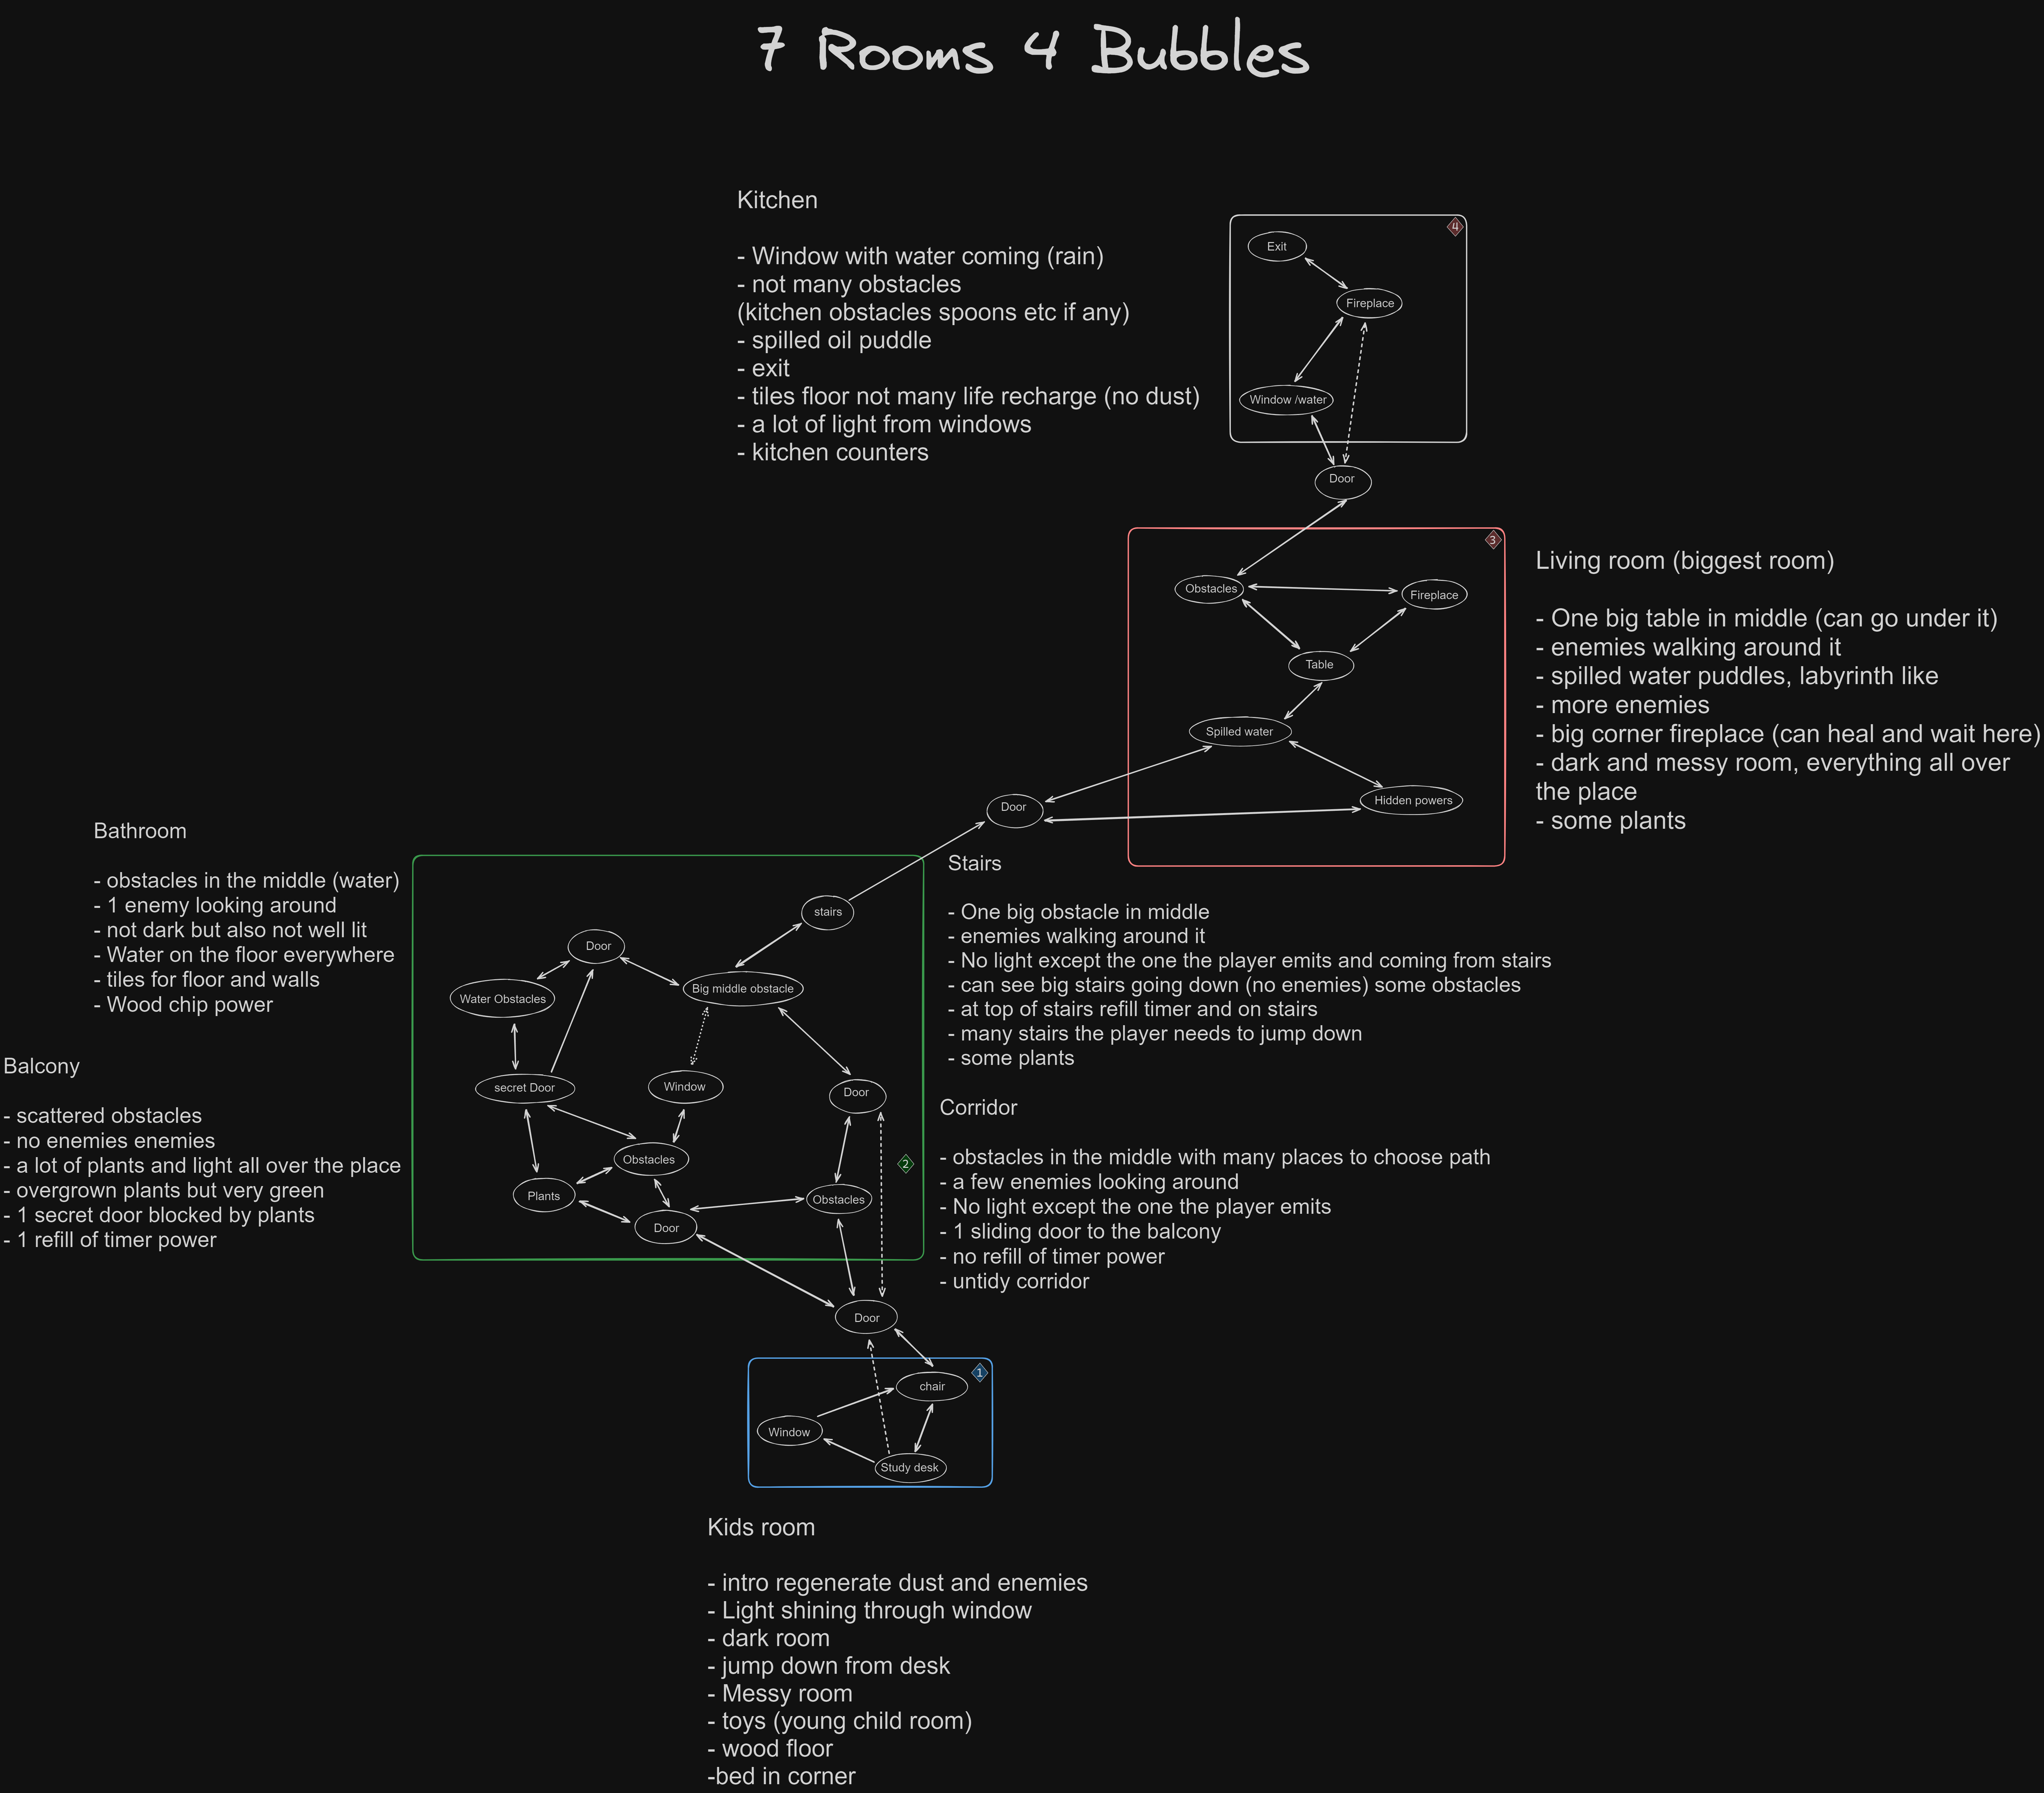 7 Rooms 4 Bubbles
Kitchen
- Window with water coming (rain)
- not many obstacles
(kitchen obstacles spoons etc if any)
- spilled oil puddle
- exit
- tiles floor not many life recharge (no dust)
- a lot of light from windows
- kitchen counters
4
Exit
Fireplace
Window /water
Door
3
Obstacles
Fireplace
Table
Spilled water
Hidden powers
Living room (biggest room)
- One big table in middle (can go under it)
- enemies walking around it
- spilled water puddles, labyrinth like
- more enemies
- big corner fireplace (can heal and wait here)
- dark and messy room, everything all over
the place
- some plants
Door
Bathroom
- obstacles in the middle (water)
- 1 enemy looking around
- not dark but also not well lit
- Water on the floor everywhere
- tiles for floor and walls
- Wood chip power
Balcony
- scattered obstacles
- no enemies enemies
- a lot of plants and light all over the place
- overgrown plants but very green
- 1 secret door blocked by plants
- 1 refill of timer power
stairs
Door
Big middle obstacle
Water Obstacles
secret Door
Window
Door
Obstacles
2
Plants
Obstacles
Door
Stairs
- One big obstacle in middle
- enemies walking around it
- No light except the one the player emits and coming from stairs
- can see big stairs going down (no enemies) some obstacles
- at top of stairs refill timer and on stairs
- many stairs the player needs to jump down
- some plants
Corridor
- obstacles in the middle with many places to choose path
- a few enemies looking around
- No light except the one the player emits
- 1 sliding door to the balcony
- no refill of timer power
- untidy corridor
Door
1
chair
Window
Study desk
Kids room
- intro regenerate dust and enemies
- Light shining through window
- dark room
- jump down from desk
- Messy room
- toys (young child room)
- wood floor
-bed in corner